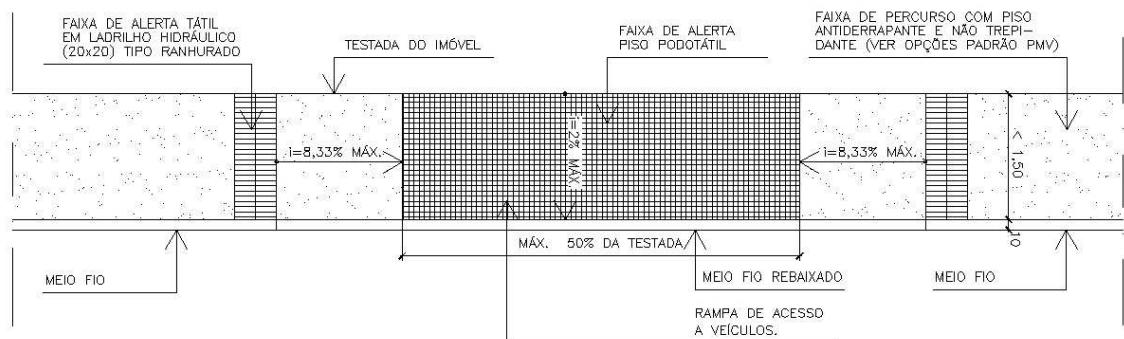 FAIXA DE ALERTA TÁTIL
EM LADRILHO HIDRÁULICO
(20x20) TIPO RANHURADO
TESTADA DO IMÓVEL
FAIXA DE ALERTA
PISO PODOTÁTIL
FAIXA DE PERCURSO COM PISO
ANTIDERRAPANTE E NÃO TREPI-
DANTE (VER OPÇÕES PADRÃO PMV)
i=8,33% MÁX.
i=2% MÁX.
i=8,33% MÁX.
< 1,50
10
MÁX. 50% DA TESTADA
MEIO FIO
MEIO FIO REBAIXADO
MEIO FIO
RAMPA DE ACESSO
A VEÍCULOS.